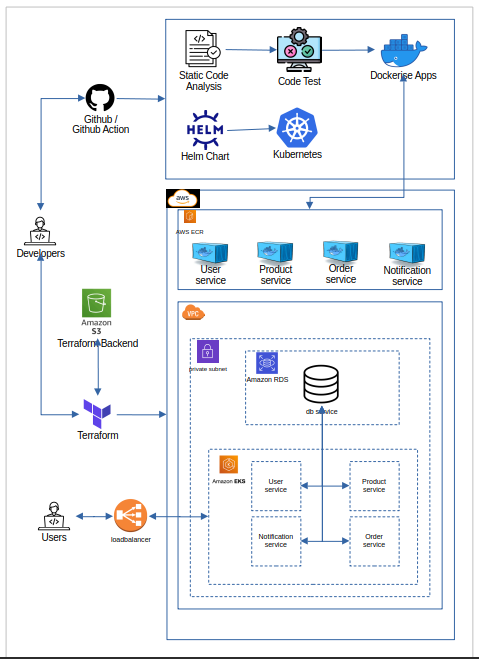 Static Code
Analysis
Code Test
Dockerise Apps
Github /
Github Action
HELM
Helm Chart
Kubernetes
aws
AWS ECR
Developers
User
service
Product
service
Order
service
Notification
service
VPC
Amazon
S3
Terraform Backend
private subnet
Amazon RDS
db service
Terraform
Amazon EKS
User
service
Product
service
Notification
service
Order
service
Users
loadbalancer